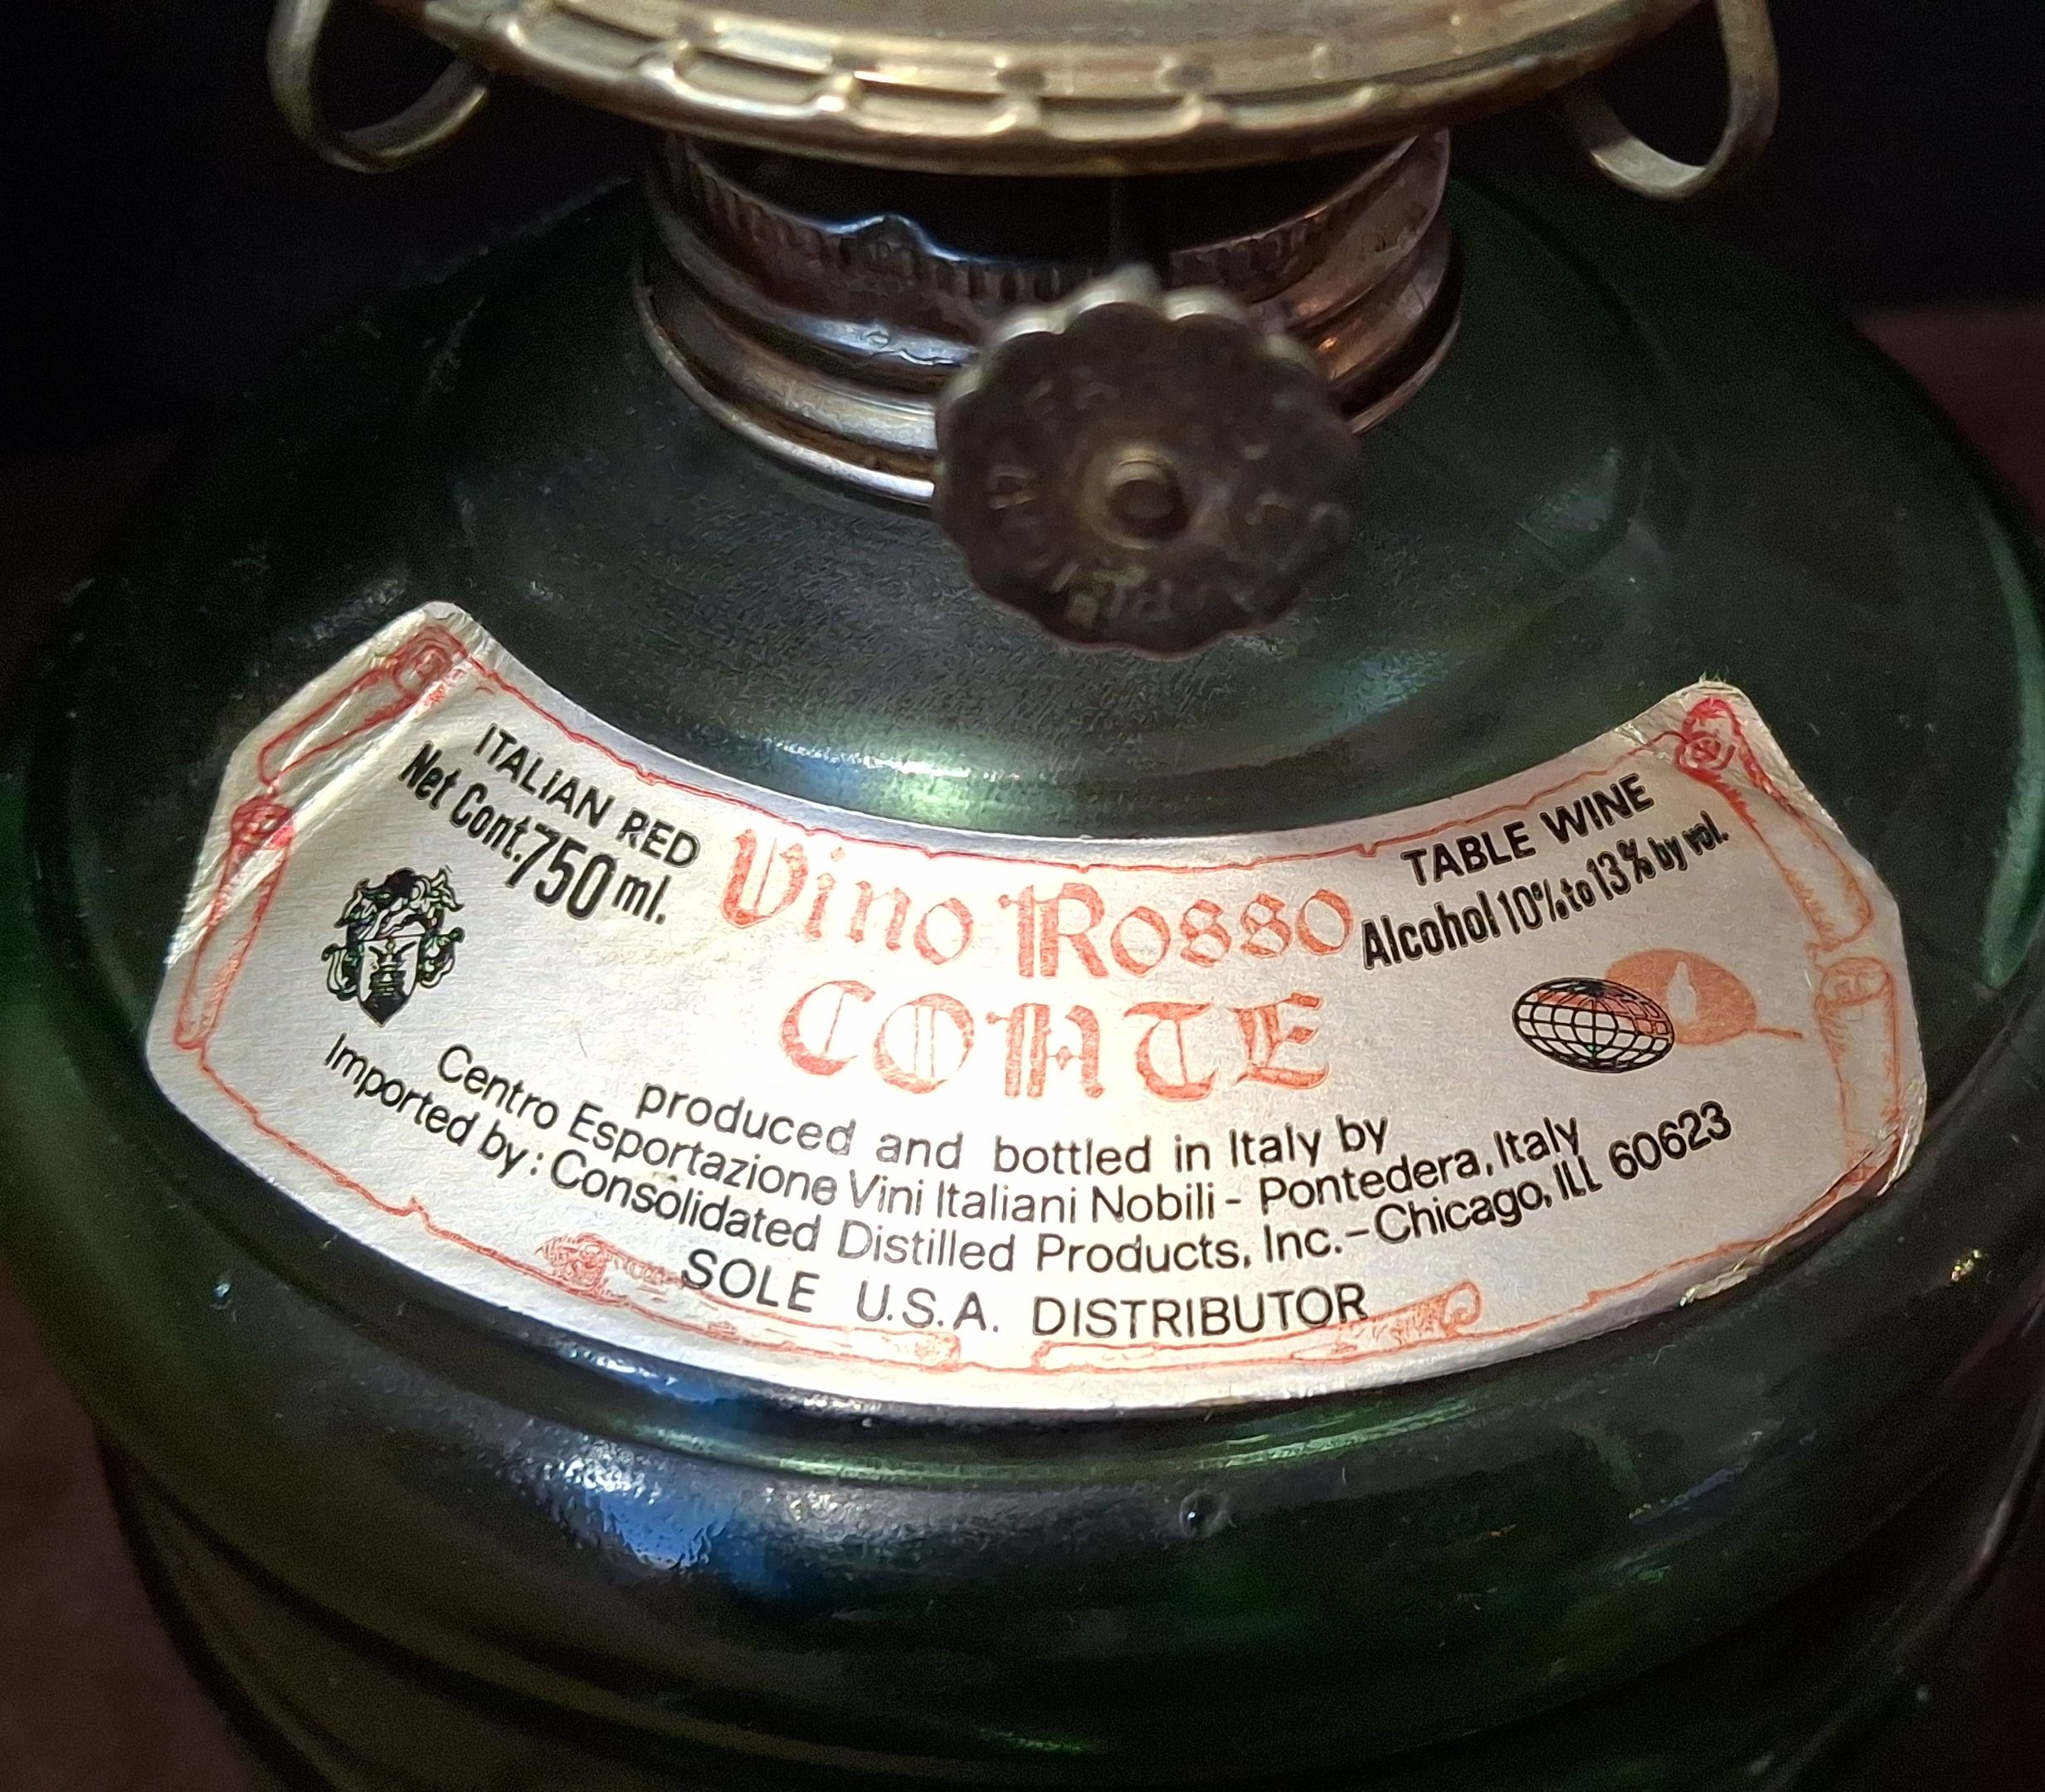 ITALIAN RED
Net Cont. 750 ml.
Vino Rosso
CONTE
TABLE WINE
Alcohol 10% to 13% by vol.
produced and bottled in Italy by
Centro Esportazione Vini Italiani Nobili - Pontedera, Italy
Imported by: Consolidated Distilled Products, Inc. - Chicago, ILL 60623
SOLE U.S.A. DISTRIBUTOR